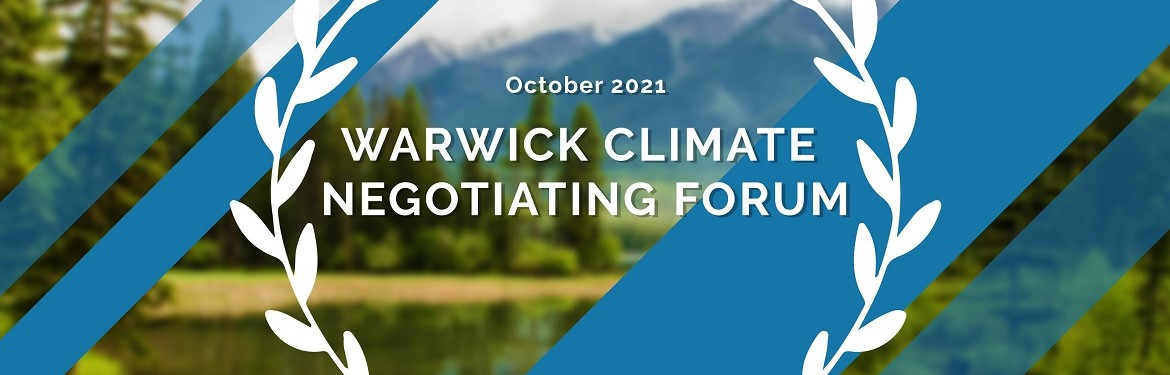 October 2021
WARWICK CLIMATE
NEGOTIATING FORUM